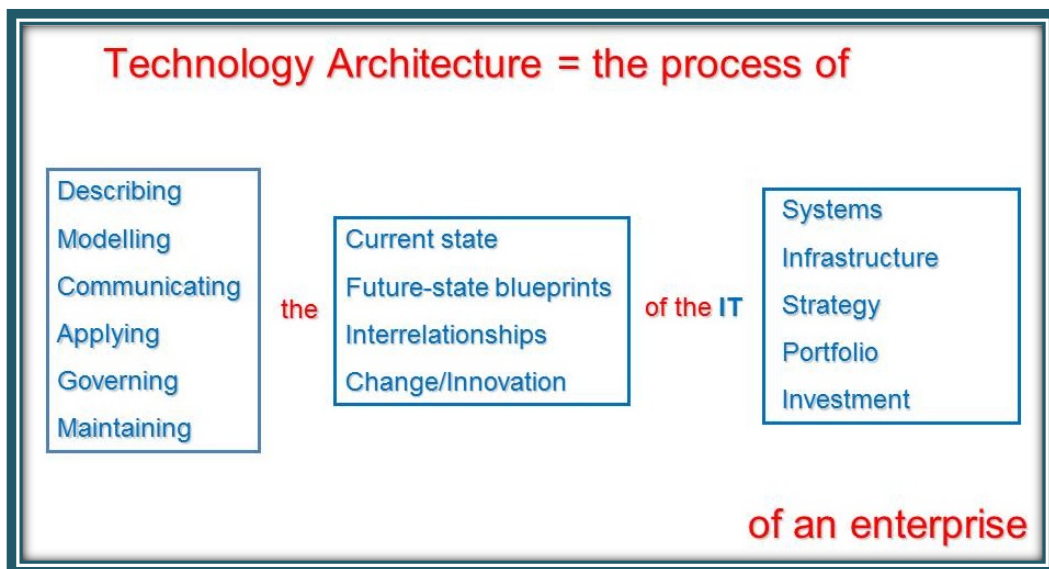 Technology Architecture = the process of
Describing
Modelling
Communicating
Applying
Governing
Maintaining
the
Current state
Future-state blueprints
Interrelationships
Change/Innovation
of the IT
Systems
Infrastructure
Strategy
Portfolio
Investment
of an enterprise